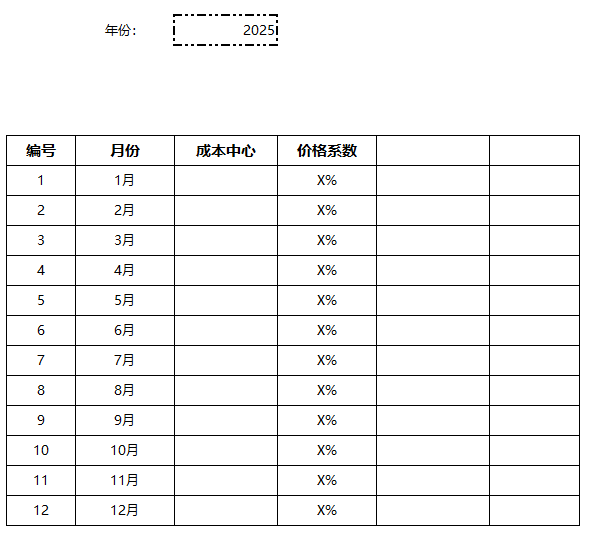 年份： 2025
编号 月份 成本中心 价格系数
1 1月 X%
2 2月 X%
3 3月 X%
4 4月 X%
5 5月 X%
6 6月 X%
7 7月 X%
8 8月 X%
9 9月 X%
10 10月 X%
11 11月 X%
12 12月 X%